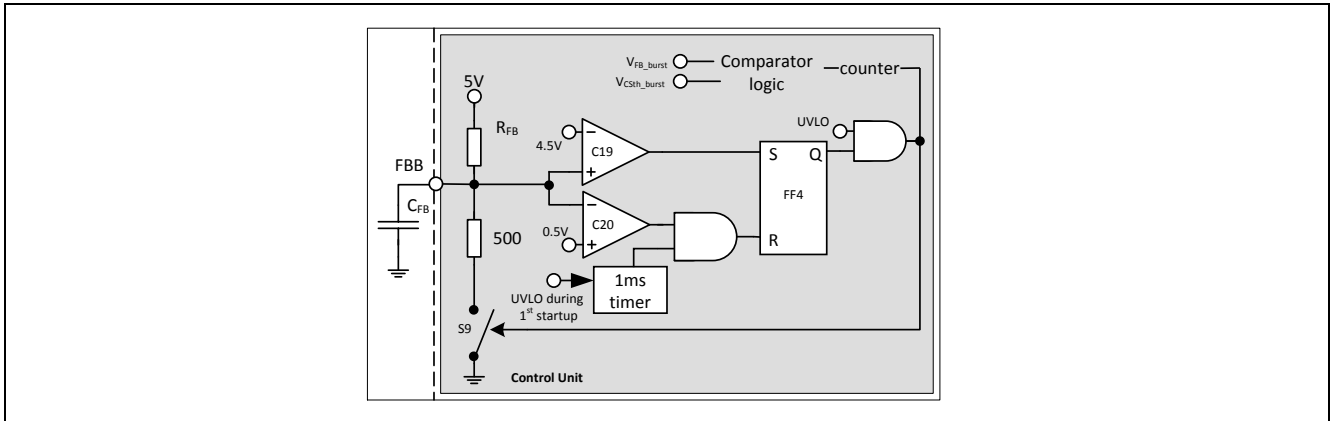 V_FB_burst
Comparator logic
counter
V_CSth_burst
5V
UVLO
R_FB
4.5V
C19
S
Q
FBB
FF4
C_FB
500
0.5V
C20
R
UVLO during
1st startup
1ms
timer
S9
Control Unit